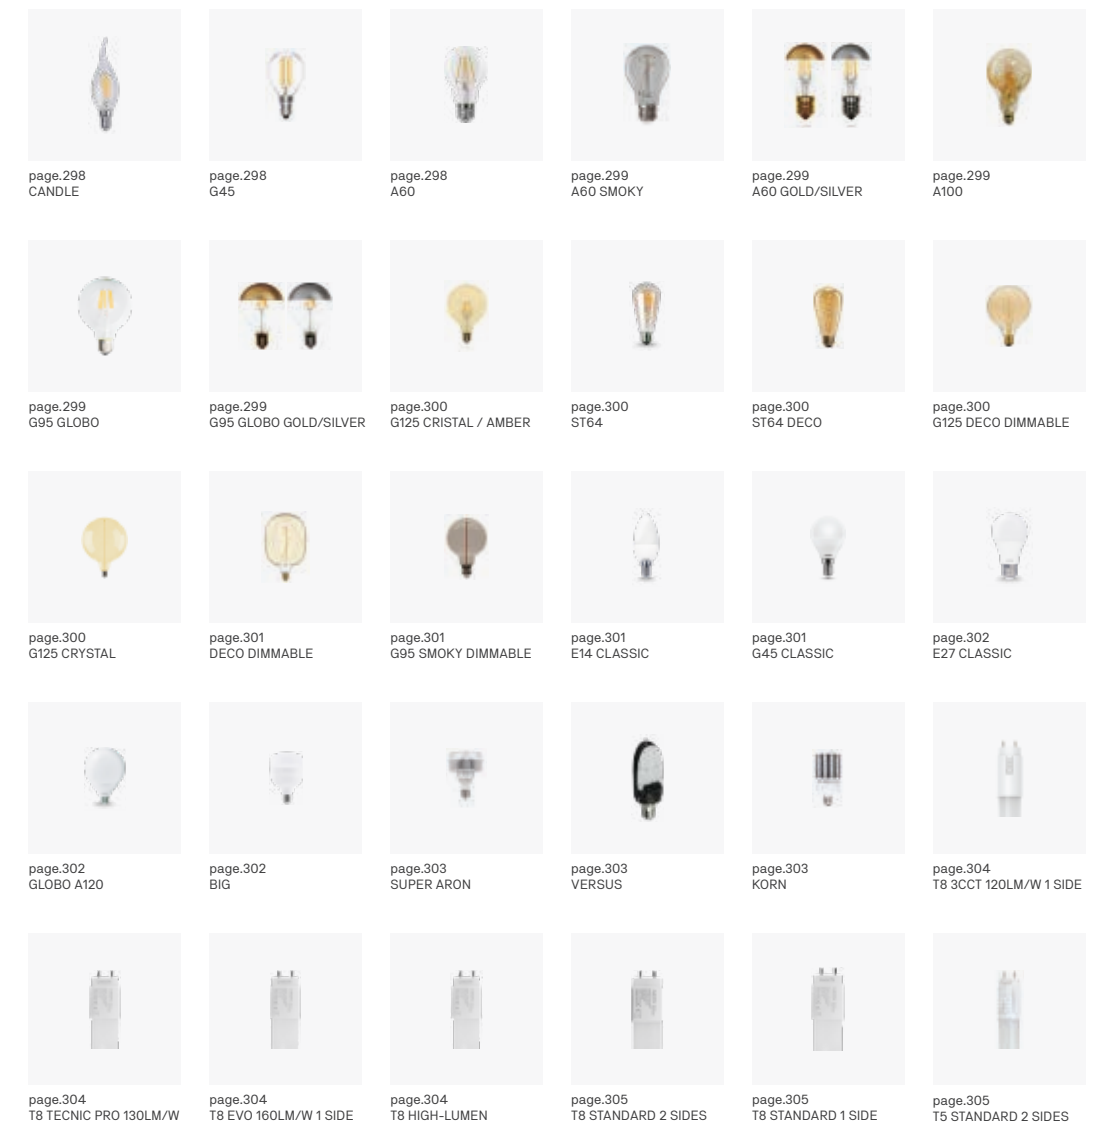 page.298
CANDLE
page.298
G45
page.298
A60
page.299
A60 SMOKY
page.299
A60 GOLD/SILVER
page.299
A100
page.299
G95 GLOBO
page.299
G95 GLOBO GOLD/SILVER
page.300
G125 CRISTAL / AMBER
page.300
ST64
page.300
ST64 DECO
page.300
G125 DECO DIMMABLE
page.300
G125 CRYSTAL
page.301
DECO DIMMABLE
page.301
G95 SMOKY DIMMABLE
page.301
E14 CLASSIC
page.301
G45 CLASSIC
page.302
E27 CLASSIC
page.302
GLOBO A120
page.302
BIG
page.303
SUPER ARON
page.303
VERSUS
page.303
KORN
page.304
T8 3CCT 120LM/W 1 SIDE
page.304
T8 TECNIC PRO 130LM/W
page.304
T8 EVO 160LM/W 1 SIDE
page.304
T8 HIGH-LUMEN
page.305
T8 STANDARD 2 SIDES
page.305
T8 STANDARD 1 SIDE
page.305
T5 STANDARD 2 SIDES